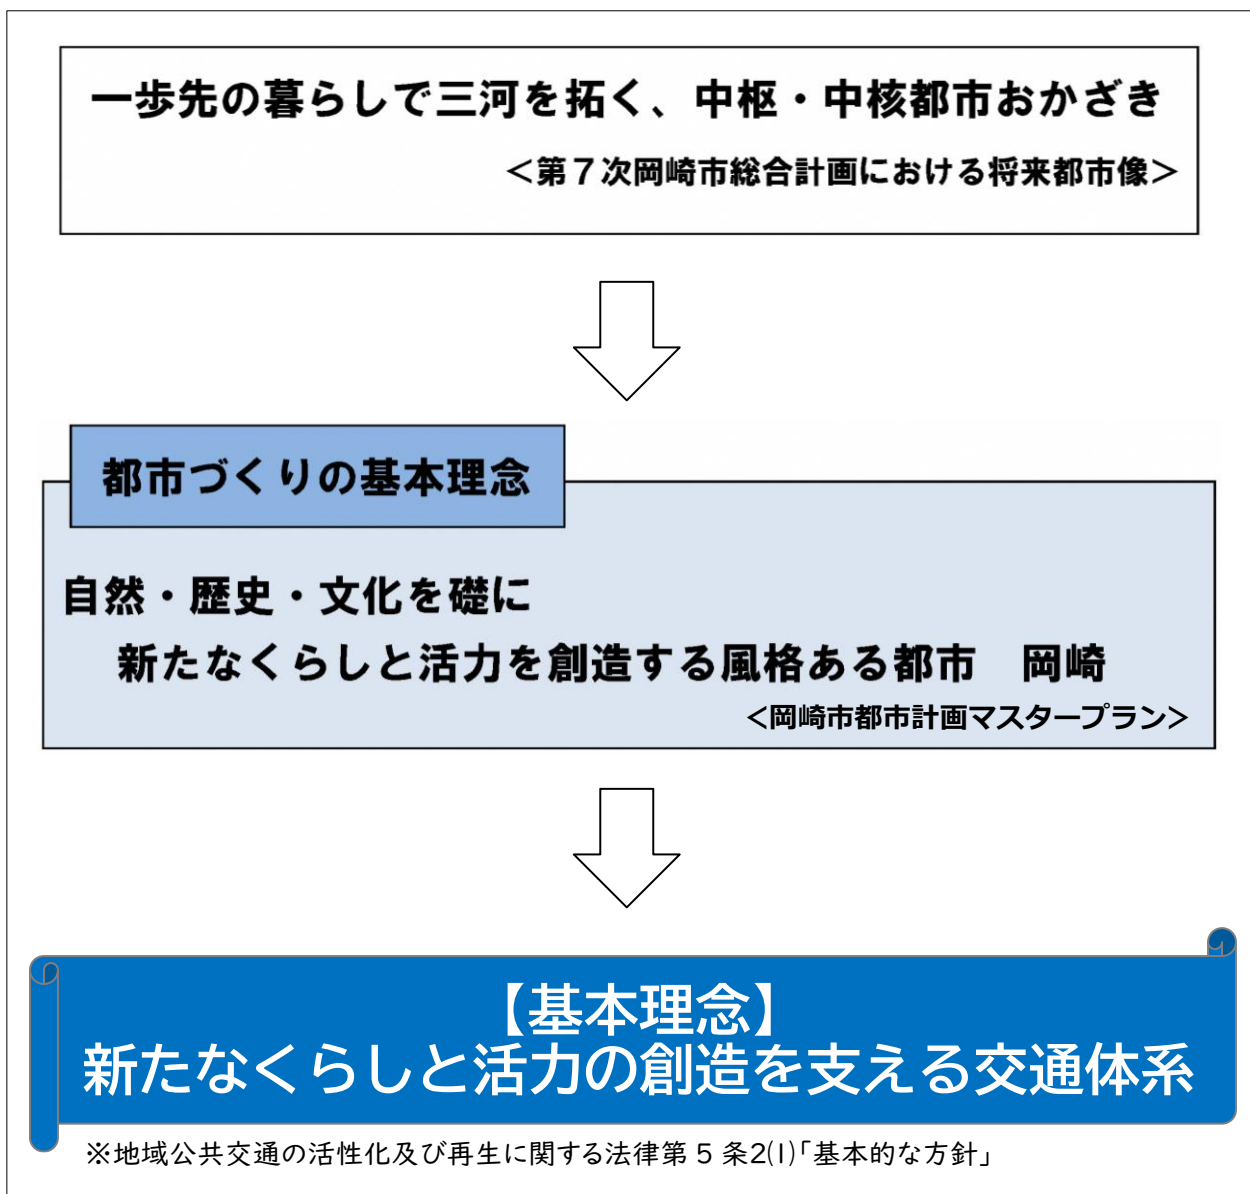 一歩先の暮らしで三河を拓く、中枢・中核都市おかざき
＜第７次岡崎市総合計画における将来都市像＞
都市づくりの基本理念
自然・歴史・文化を礎に
新たなくらしと活力を創造する風格ある都市　岡崎
＜岡崎市都市計画マスタープラン＞
【基本理念】
新たなくらしと活力の創造を支える交通体系
※地域公共交通の活性化及び再生に関する法律第 5 条2(1)「基本的な方針」